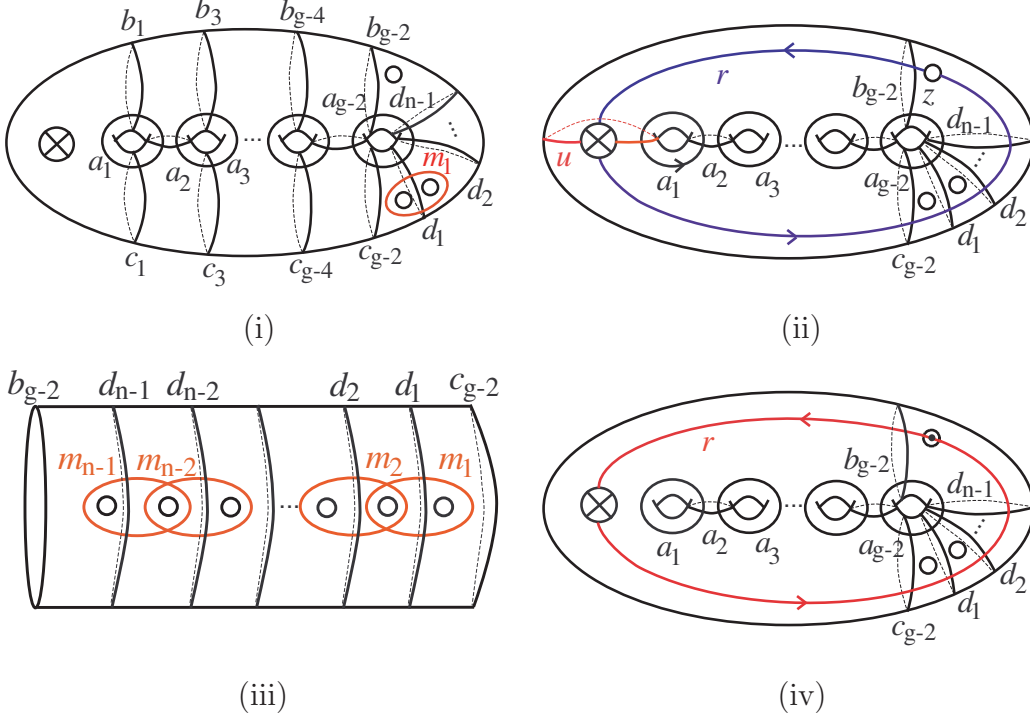 b1 b3 bg-4 bg-2
a1 a2 a3 ... ag-2 dn-1 ...
m1
d2
d1
c1 c3 cg-4 cg-2
(i)
r bg-2 z
dn-1
u a1 a2 a3 ... ag-2 ...
d2
d1
cg-2
(ii)
bg-2 dn-1 dn-2 d2 d1 cg-2
mn-1 mn-2 m2 m1
...
(iii)
r
bg-2
dn-1
a1 a2 a3 ... ag-2 ...
d2
d1
cg-2
(iv)